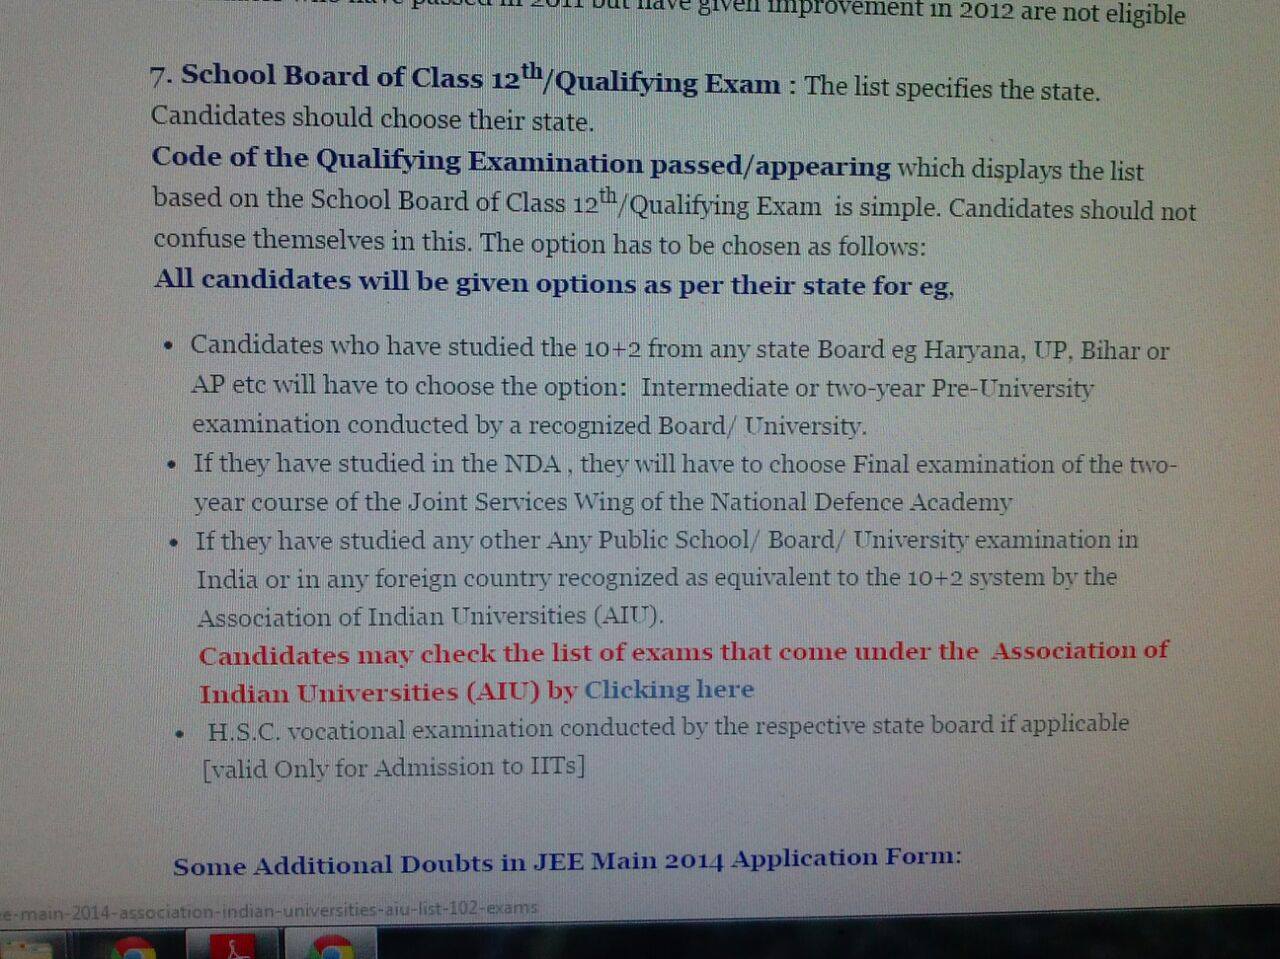 who have passed in 2011 but have given improvement in 2012 are not eligible
7. School Board of Class 12th/Qualifying Exam : The list specifies the state.
Candidates should choose their state.
Code of the Qualifying Examination passed/appearing which displays the list
based on the School Board of Class 12th/Qualifying Exam is simple. Candidates should not
confuse themselves in this. The option has to be chosen as follows:
All candidates will be given options as per their state for eg,
• Candidates who have studied the 10+2 from any state Board eg Haryana, UP, Bihar or
AP etc will have to choose the option: Intermediate or two-year Pre-University
examination conducted by a recognized Board/ University.
• If they have studied in the NDA , they will have to choose Final examination of the two-
year course of the Joint Services Wing of the National Defence Academy
• If they have studied any other Any Public School/ Board/ University examination in
India or in any foreign country recognized as equivalent to the 10+2 system by the
Association of Indian Universities (AIU).
Candidates may check the list of exams that come under the Association of
Indian Universities (AIU) by Clicking here
• H.S.C. vocational examination conducted by the respective state board if applicable
[valid Only for Admission to IITs]
Some Additional Doubts in JEE Main 2014 Application Form:
e-main-2014-association-indian-universities-aiu-list-102-exams